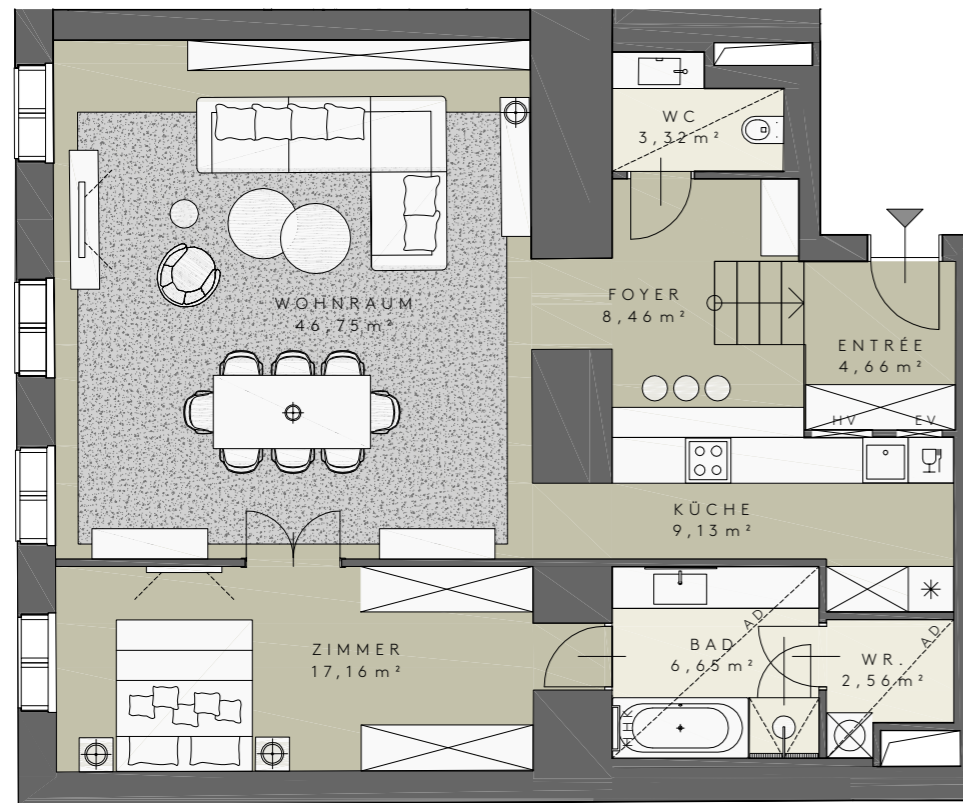 WC
3,32 m²
WOHNRAUM
46,75 m²
FOYER
8,46 m²
ENTRÉE
4,66 m²
HV
EV
KÜCHE
9,13 m²
ZIMMER
17,16 m²
BAD
6,65 m²
AD
WR.
2,56 m²
AD